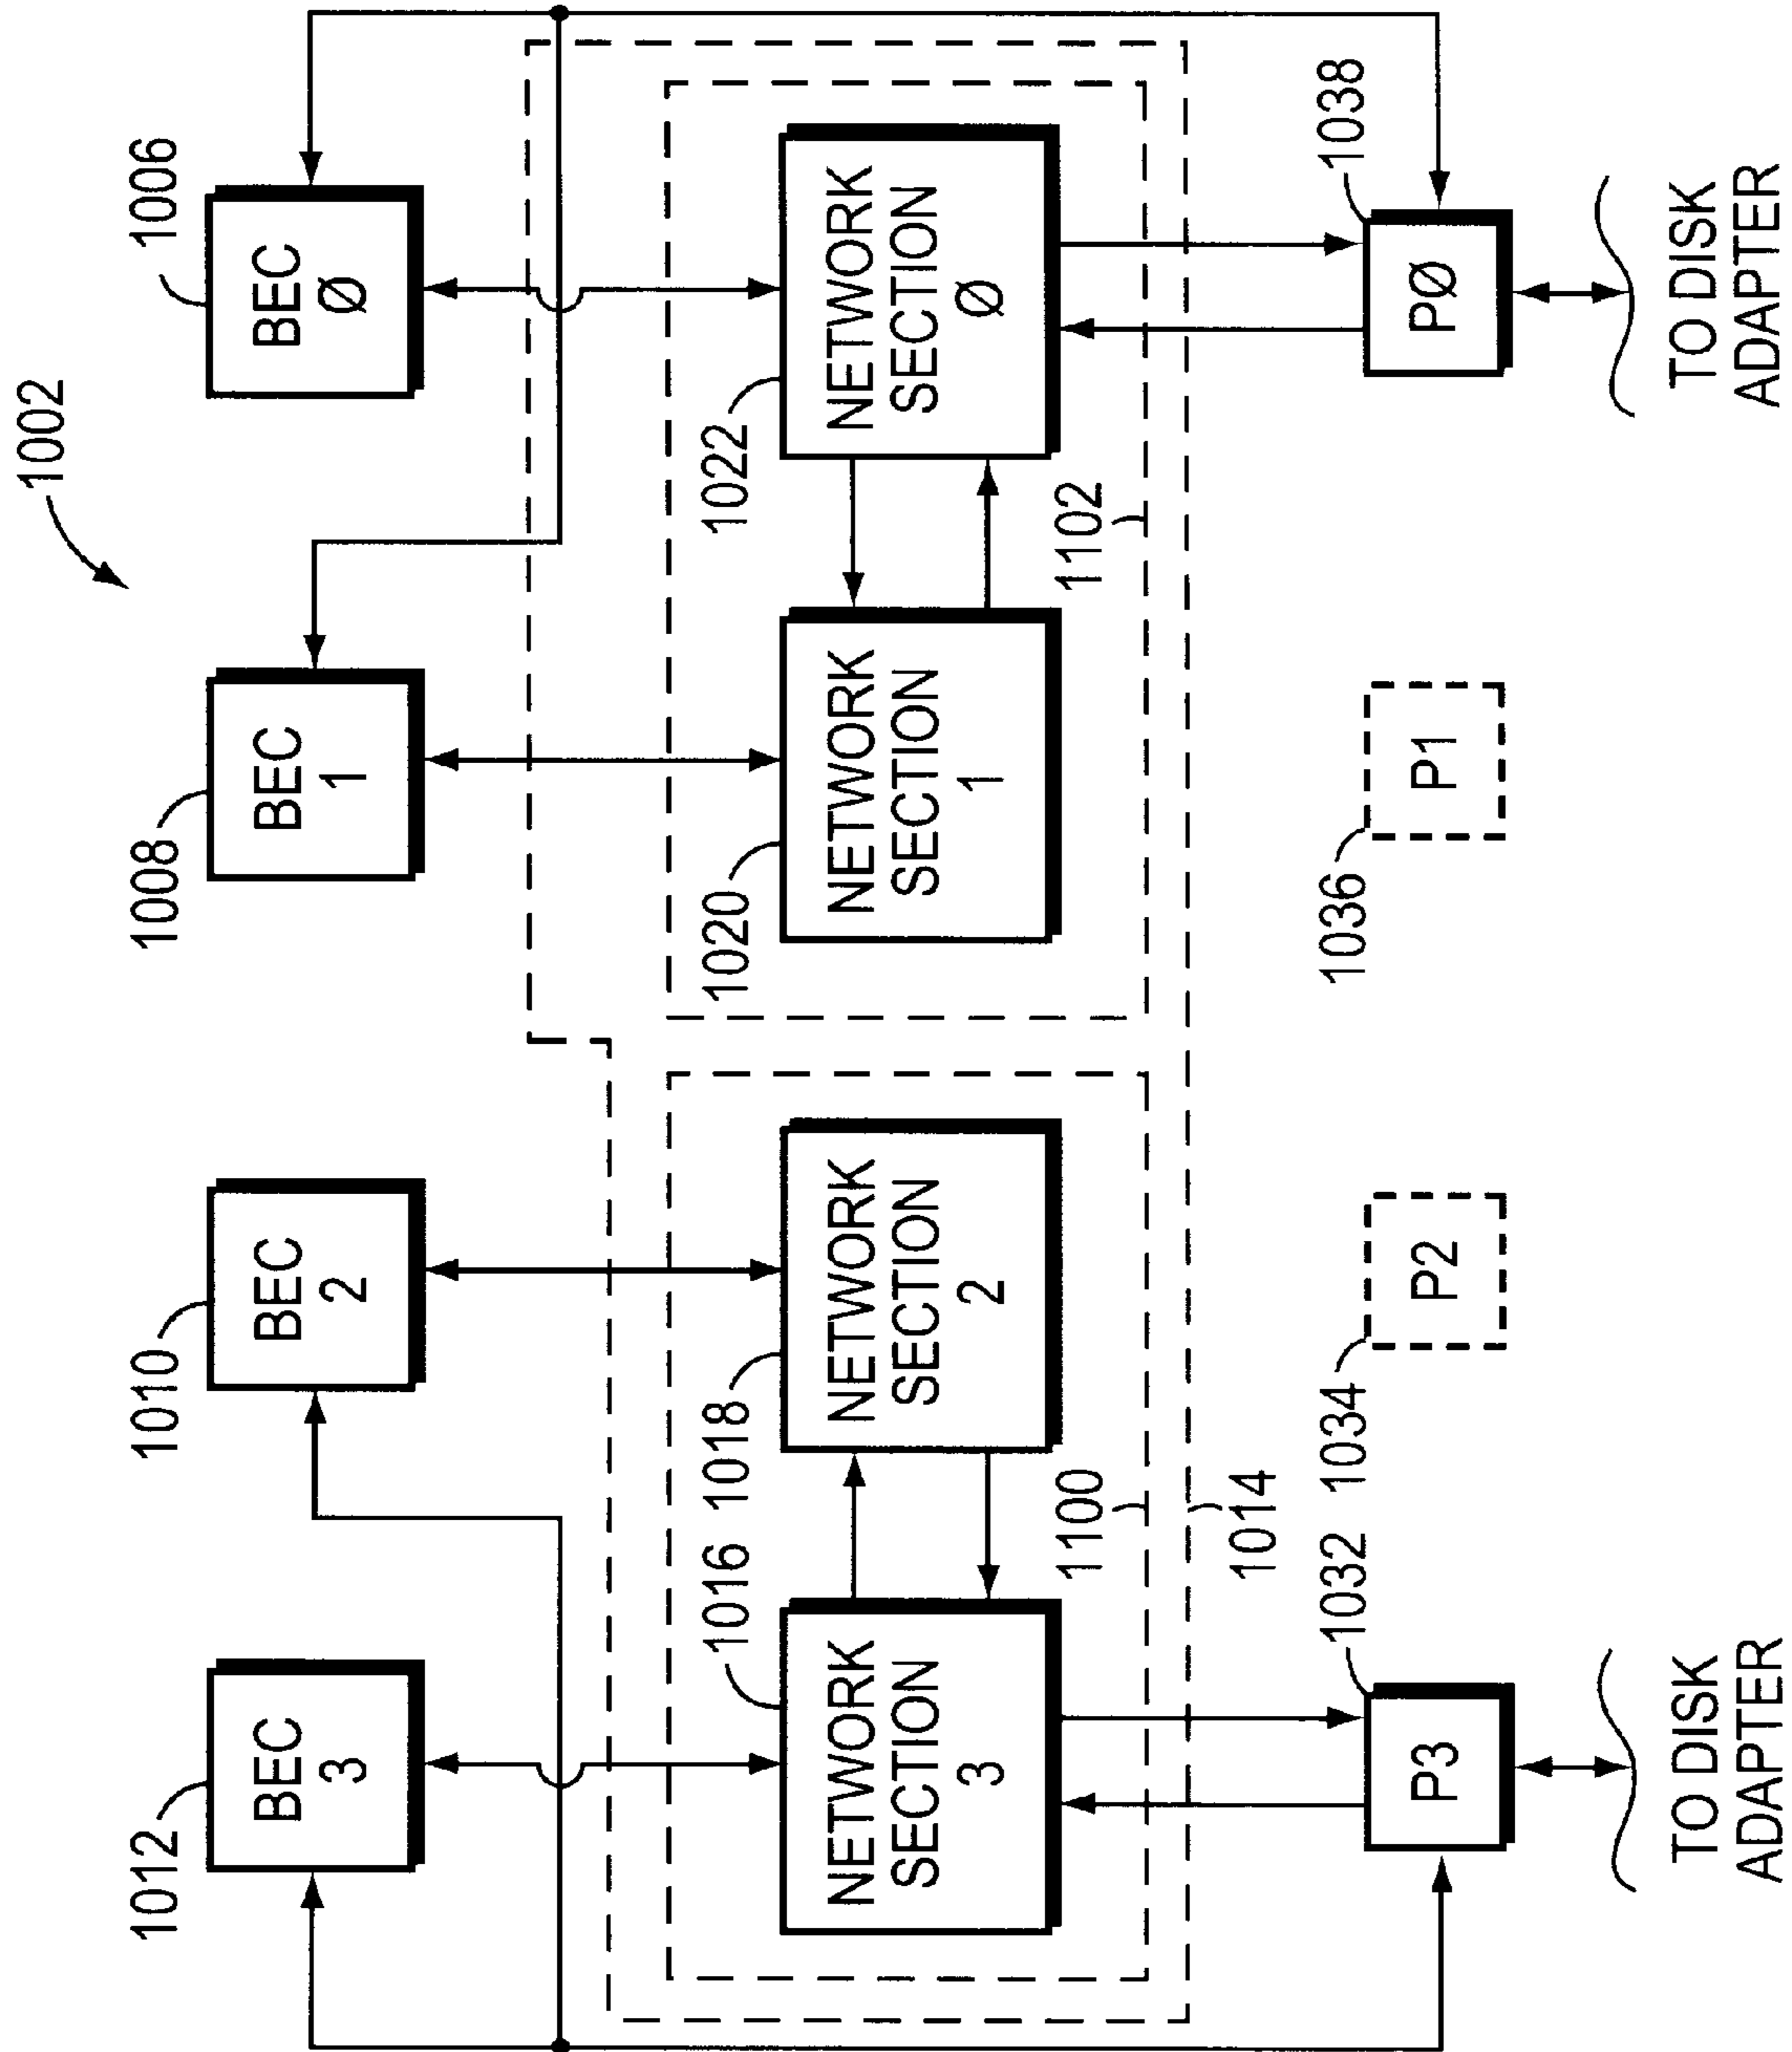 1002
1012
BEC
3
1010
BEC
2
1008
BEC
1
1006
BEC
Ø
1016
NETWORK
SECTION
3
1018
NETWORK
SECTION
2
1020
NETWORK
SECTION
1
1022
NETWORK
SECTION
Ø
1100
1102
1014
1032
P3
1034
P2
1036
P1
1038
PØ
TO DISK
ADAPTER
TO DISK
ADAPTER